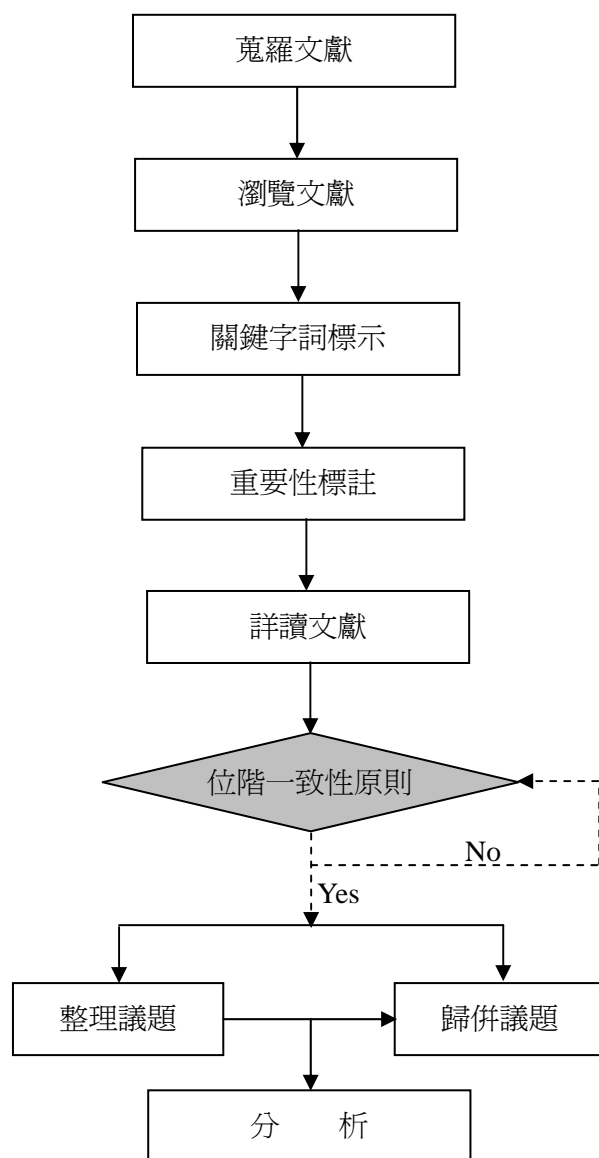 蒐羅文獻
瀏覽文獻
關鍵字詞標示
重要性標註
詳讀文獻
位階一致性原則
No
Yes
整理議題
歸併議題
分　　析